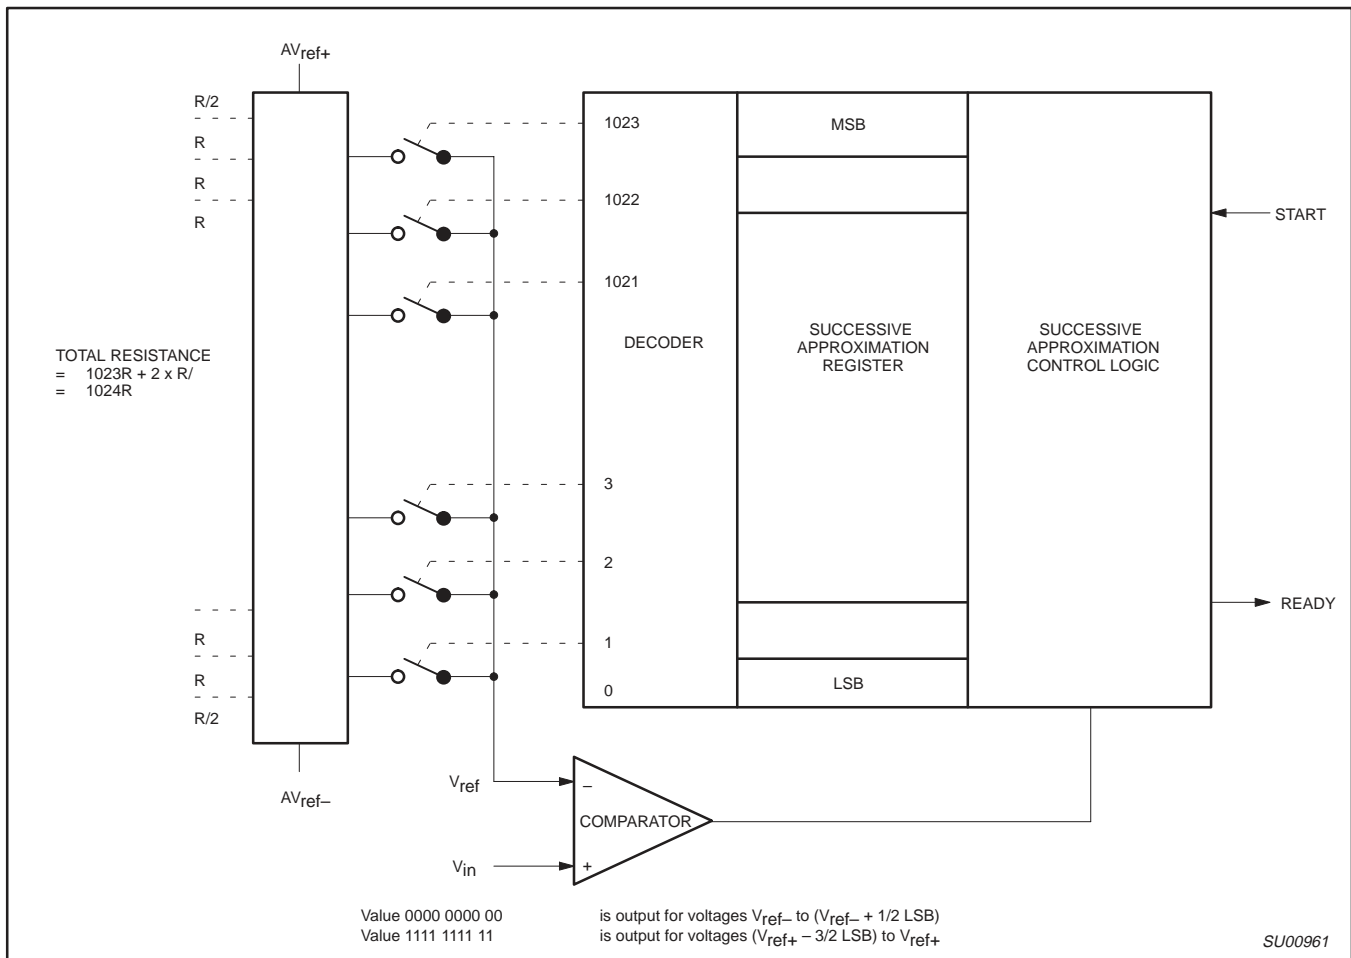 AVref+
R/2
R
R
R
1023
1022
1021
3
2
1
0
MSB
LSB
DECODER
SUCCESSIVE
APPROXIMATION
REGISTER
SUCCESSIVE
APPROXIMATION
CONTROL LOGIC
START
READY
TOTAL RESISTANCE
= 1023R + 2 x R/
= 1024R
R
R
R/2
AVref–
Vref
–
COMPARATOR
Vin
+
Value 0000 0000 00 is output for voltages Vref– to (Vref– + 1/2 LSB)
Value 1111 1111 11 is output for voltages (Vref+ – 3/2 LSB) to Vref+
SU00961